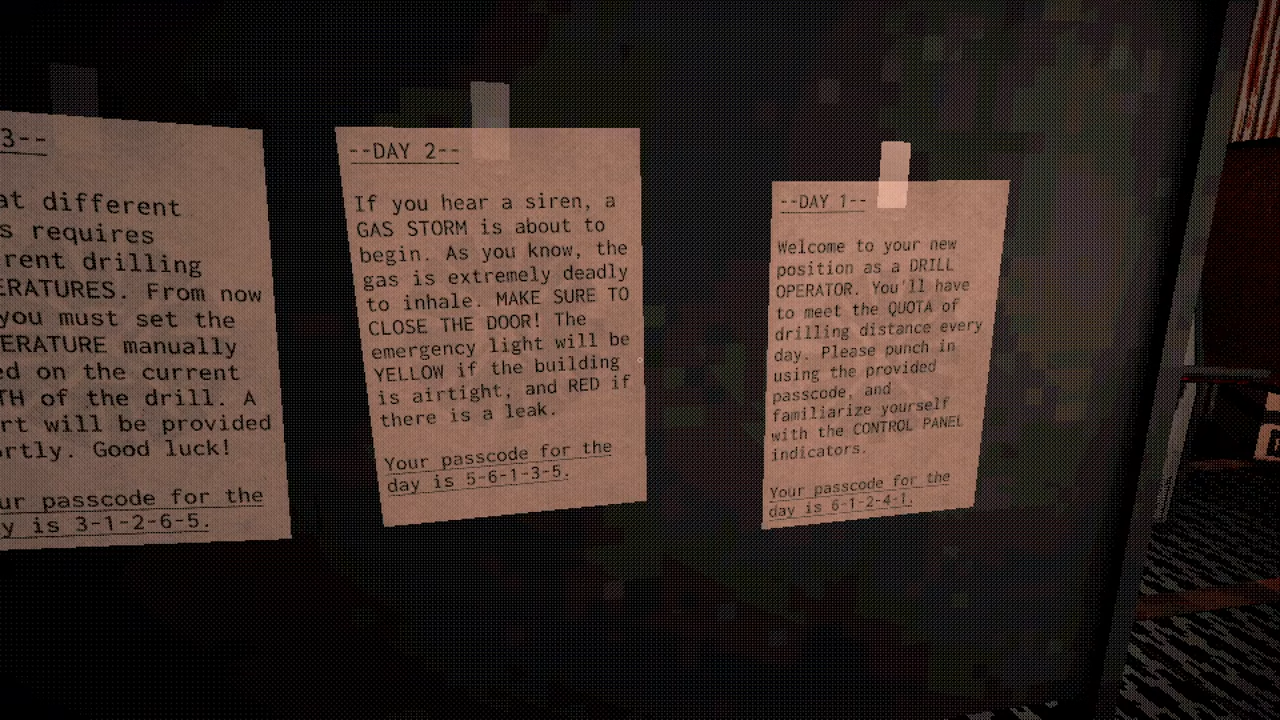 3--
at different
s requires
rent drilling
ERATURES. From now
you must set the
ERATURE manually
ed on the current
TH of the drill. A
rt will be provided
ortly. Good luck!
ur passcode for the
y is 3-1-2-6-5.
--DAY 2--
If you hear a siren, a
GAS STORM is about to
begin. As you know, the
gas is extremely deadly
to inhale. MAKE SURE TO
CLOSE THE DOOR! The
emergency light will be
YELLOW if the building
is airtight, and RED if
there is a leak.
Your passcode for the
day is 5-6-1-3-5.
--DAY 1--
Welcome to your new
position as a DRILL
OPERATOR. You'll have
to meet the QUOTA of
drilling distance every
day. Please punch in
using the provided
passcode, and
familiarize yourself
with the CONTROL PANEL
indicators.
Your passcode for the
day is 6-1-2-4-1.